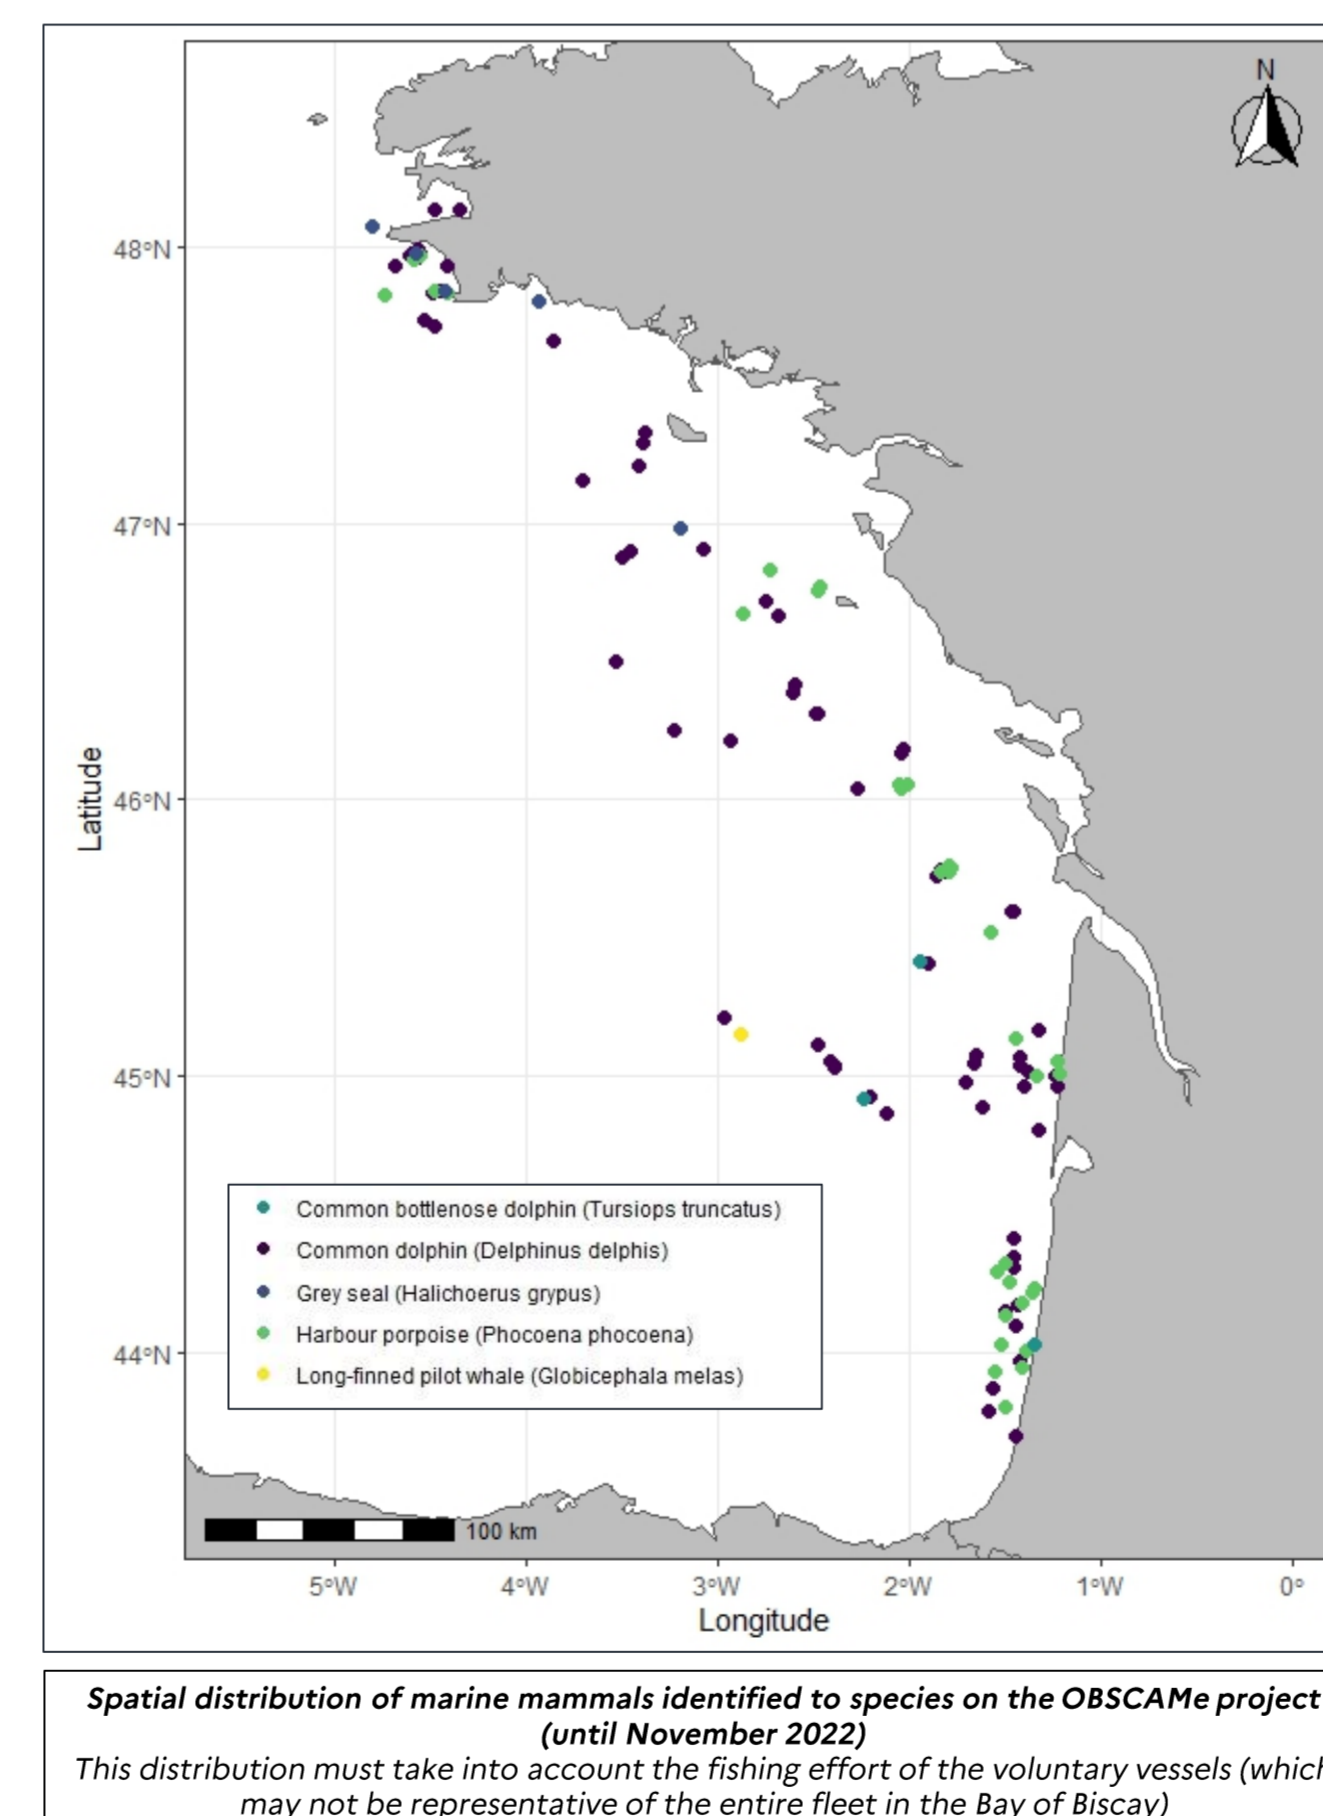 N
48°N
47°N
46°N
45°N
44°N
Latitude
Common bottlenose dolphin (Tursiops truncatus)
Common dolphin (Delphinus delphis)
Grey seal (Halichoerus grypus)
Harbour porpoise (Phocoena phocoena)
Long-finned pilot whale (Globicephala melas)
100 km
5°W 4°W 3°W 2°W 1°W 0°
Longitude
Spatial distribution of marine mammals identified to species on the OBSCAMe project
(until November 2022)
This distribution must take into account the fishing effort of the voluntary vessels (which
may not be representative of the entire fleet in the Bay of Biscay)